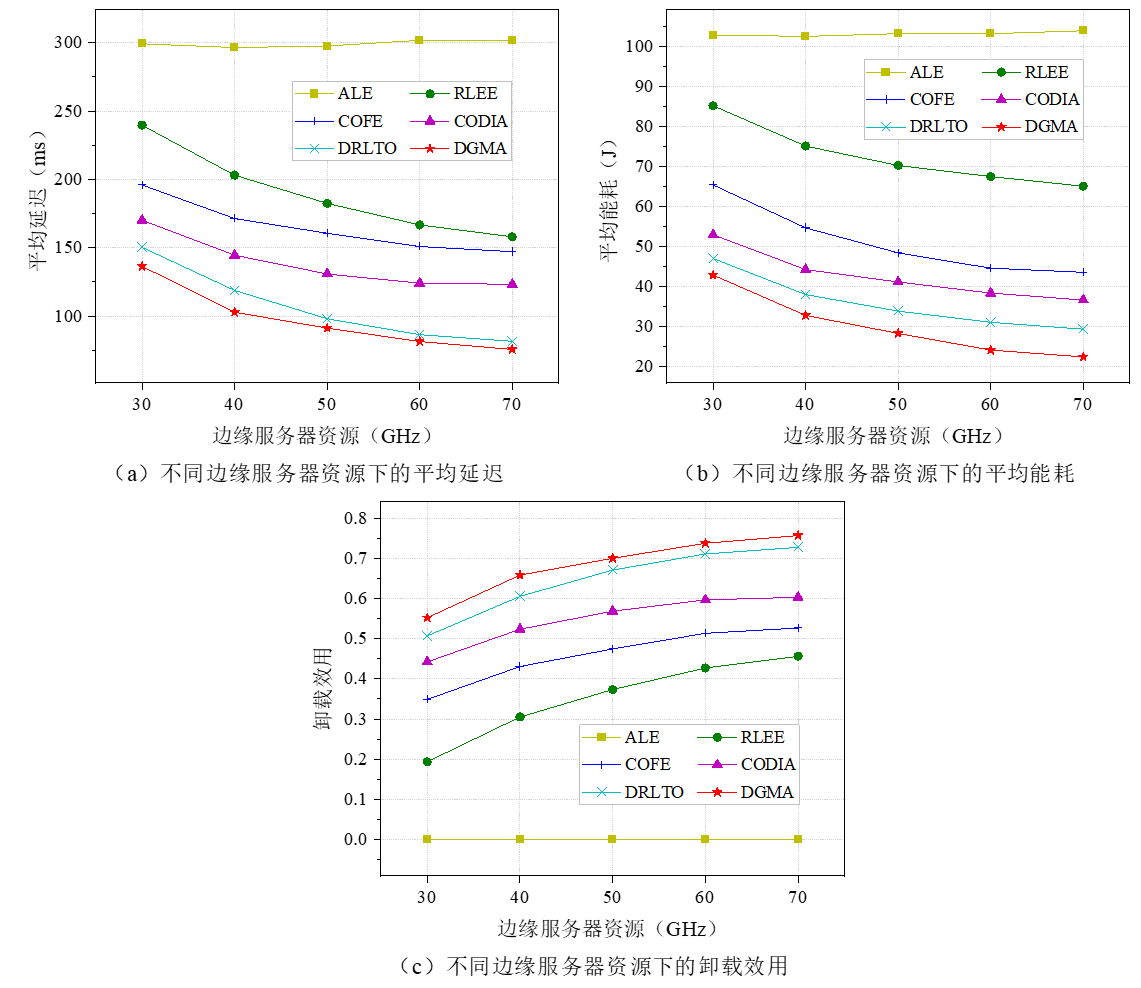 300
250
200
150
100
平均延迟（ms）
ALE RLEE
COFE CODIA
DRLTO DGMA
30 40 50 60 70
边缘服务器资源（GHz）
（a）不同边缘服务器资源下的平均延迟
100
90
80
70
60
50
40
30
20
平均能耗（J）
ALE RLEE
COFE CODIA
DRLTO DGMA
30 40 50 60 70
边缘服务器资源（GHz）
（b）不同边缘服务器资源下的平均能耗
0.8
0.7
0.6
0.5
0.4
0.3
0.2
0.1
0.0
卸载效用
ALE RLEE
COFE CODIA
DRLTO DGMA
30 40 50 60 70
边缘服务器资源（GHz）
（c）不同边缘服务器资源下的卸载效用